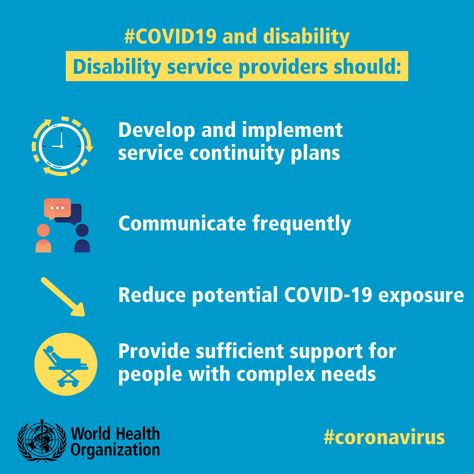 #COVID19 and disability
Disability service providers should:
Develop and implement
service continuity plans
Communicate frequently
Reduce potential COVID-19 exposure
Provide sufficient support for
people with complex needs
World Health
Organization
#coronavirus